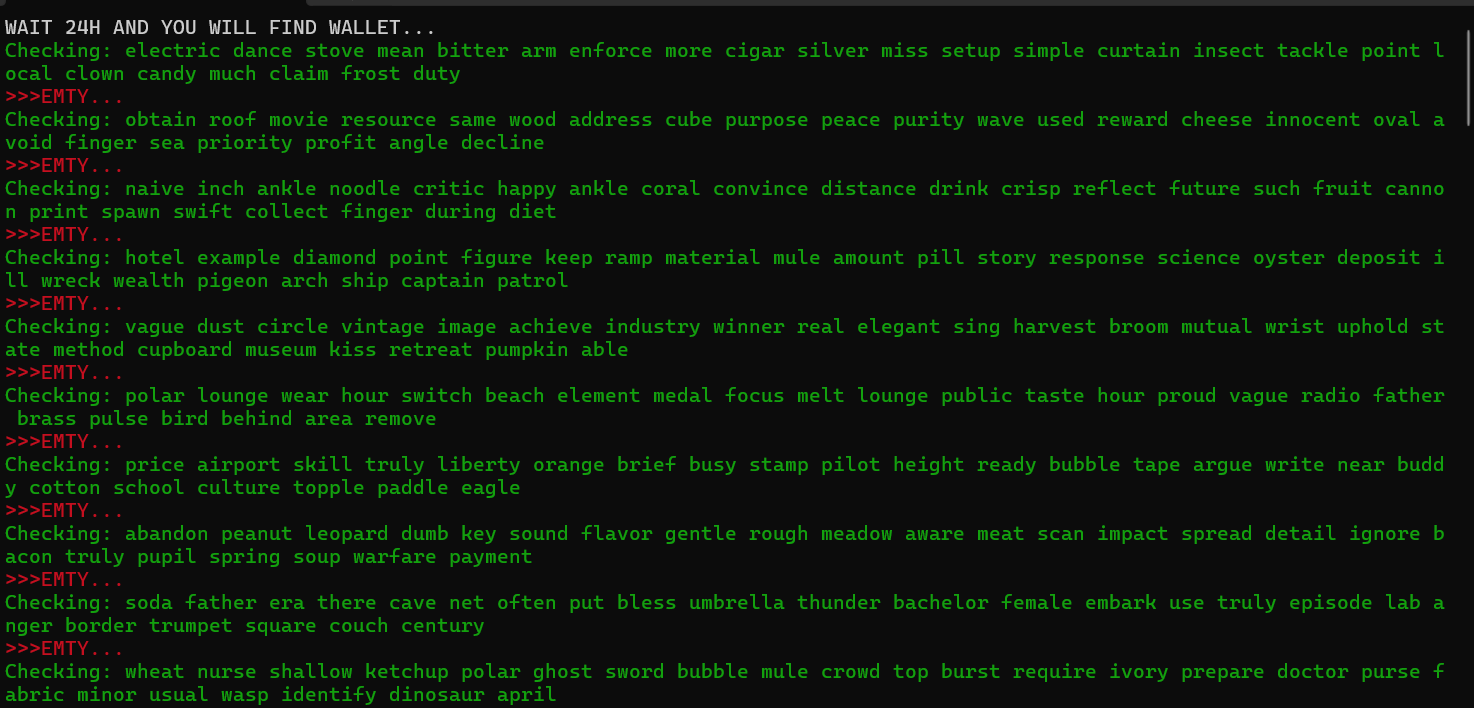 WAIT 24H AND YOU WILL FIND WALLET...
Checking: electric dance stove mean bitter arm enforce more cigar silver miss setup simple curtain insect tackle point l
ocal clown candy much claim frost duty
>>>EMTY...
Checking: obtain roof movie resource same wood address cube purpose peace purity wave used reward cheese innocent oval a
void finger sea priority profit angle decline
>>>EMTY...
Checking: naive inch ankle noodle critic happy ankle coral convince distance drink crisp reflect future such fruit canno
n print spawn swift collect finger during diet
>>>EMTY...
Checking: hotel example diamond point figure keep ramp material mule amount pill story response science oyster deposit i
ll wreck wealth pigeon arch ship captain patrol
>>>EMTY...
Checking: vague dust circle vintage image achieve industry winner real elegant sing harvest broom mutual wrist uphold st
ate method cupboard museum kiss retreat pumpkin able
>>>EMTY...
Checking: polar lounge wear hour switch beach element medal focus melt lounge public taste hour proud vague radio father
 brass pulse bird behind area remove
>>>EMTY...
Checking: price airport skill truly liberty orange brief busy stamp pilot height ready bubble tape argue write near budd
y cotton school culture topple paddle eagle
>>>EMTY...
Checking: abandon peanut leopard dumb key sound flavor gentle rough meadow aware meat scan impact spread detail ignore b
acon truly pupil spring soup warfare payment
>>>EMTY...
Checking: soda father era there cave net often put bless umbrella thunder bachelor female embark use truly episode lab a
nger border trumpet square couch century
>>>EMTY...
Checking: wheat nurse shallow ketchup polar ghost sword bubble mule crowd top burst require ivory prepare doctor purse f
abric minor usual wasp identify dinosaur april